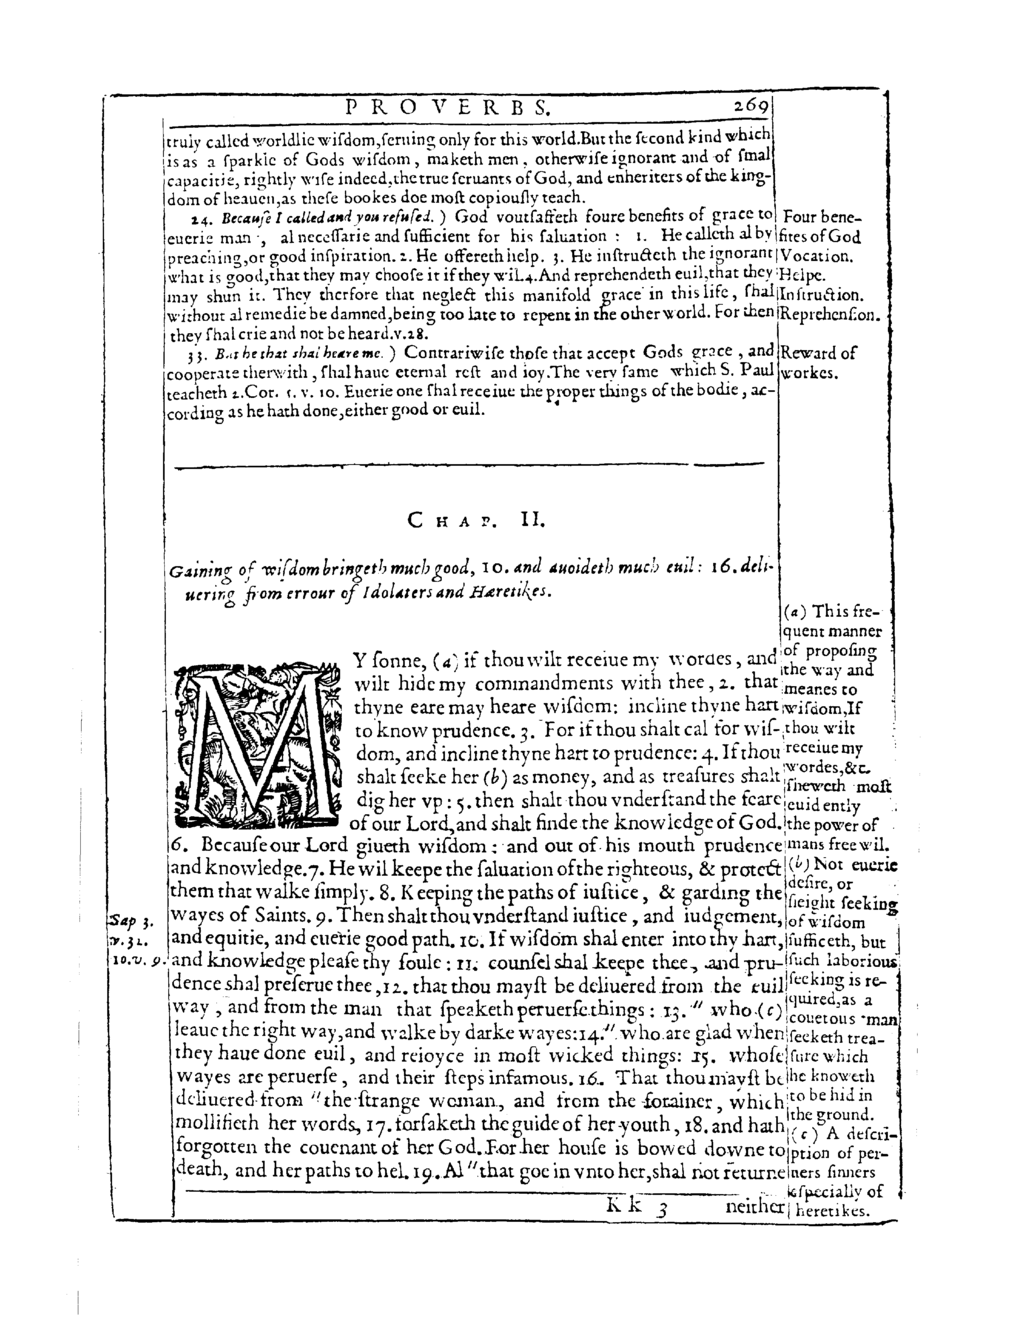 PROVERBS. 269
truly called worldlie wiſdom,ſeruing only for this world.But the ſecond kind which
is as a ſparkle of Gods wiſdom, maketh men, otherwiſe ignorant and of ſmal
capacitie, rightly wiſe indeed,the true ſeruants of God, and enheriters of the king-
dom of heauen,as theſe bookes doe moſt copiouſly teach.
24. Becauſe I called and you refuſed. ) God voutſaffeth foure benefits of grace to
euerie man, al neceſſarie and ſufficient for his ſaluation : 1. He calleth al by
preaching,or good inſpiration. 2. He offereth help. 3. He inſtructeth the ignorant
what is good,that they may chooſe it if they wil.4.And reprehendeth euil,that they
may shun it. They therfore that neglect this manifold grace in this life, ſhal
without al remedie be damned,being too late to repent in the other world. For then
they ſhal crie and not be heard.v.28.
33. But he that shal heare me. ) Contrariwiſe thoſe that accept Gods grace, and
cooperate therwith, ſhal haue eternal reſt and ioy.The very ſame which S. Paul
teacheth 2.Cor. 5. v. 10. Euerie one ſhal receiue the proper things of the bodie, ac-
cording as he hath done,either good or euil.
Four bene-
fites of God
Vocation.
Helpe.
Inſtruction.
Reprehenſion.
Reward of
workes.
CHAP. II.
Gaining of wiſdom bringeth much good, 10. and auoideth much euil: 16. deli-
uering from errour of Idolaters and Hæretikes.
MY ſonne, (a) if thou wilt receiue my wordes, and
wilt hide my commandments with thee, 2. that
thyne eare may heare wiſdom: incline thyne hart
to know prudence. 3. For if thou shalt cal for wiſ-
dom, and incline thyne hart to prudence: 4. If thou
shalt ſeeke her (b) as money, and as treaſures shalt
dig her vp: 5. then shalt thou vnderſtand the feare
of our Lord,and shalt finde the knowledge of God.
6. Becauſe our Lord giueth wiſdom: and out of his mouth prudence
and knowledge.7. He wil keepe the ſaluation of the righteous, & protect
them that walke ſimply. 8. Keeping the paths of iuſtice, & garding the
wayes of Saints. 9. Then shalt thou vnderſtand iuſtice, and iudgement,
and equitie, and euerie good path. 10. If wiſdom shal enter into thy hart,
and knowledge pleaſe thy ſoule: 11. counſel shal keepe thee, and pru-
dence shal preſerue thee,12. that thou mayſt be deliuered from the euil
way, and from the man that ſpeaketh peruerſe things: 13. " who (c)
leaue the right way,and walke by darke wayes:14." who are glad when
they haue done euil, and reioyce in moſt wicked things: 15. whoſe
wayes are peruerſe, and their ſteps infamous. 16. That thou mayſt be
deliuered from "the ſtrange woman, and from the forainer, which
mollifieth her words, 17. forſaketh the guide of her youth, 18. and hath
forgotten the couenant of her God.For her houſe is bowed downe to
death, and her paths to hel. 19. Al "that goe in vnto her,shal not returne
Kk 3 neither
Sap 3.
v. 32.
10.v. 9.
(a) This fre-
quent manner
of propoſing
the way and
meanes to
wiſdom,If
thou wilt
receiue my
wordes,&c.
ſheweth moſt
euidently
the power of
mans free wil.
(b) Not euerie
deſire, or
ſleight ſeeking
of wiſdom
ſufficeth, but
ſuch laborious
ſeeking is re-
quired,as a
couetous man
ſeeketh trea-
ſure which
he knoweth
to be hid in
the ground.
(c) A deſcri-
ption of per-
ners ſinners
eſpecially of
heretikes.